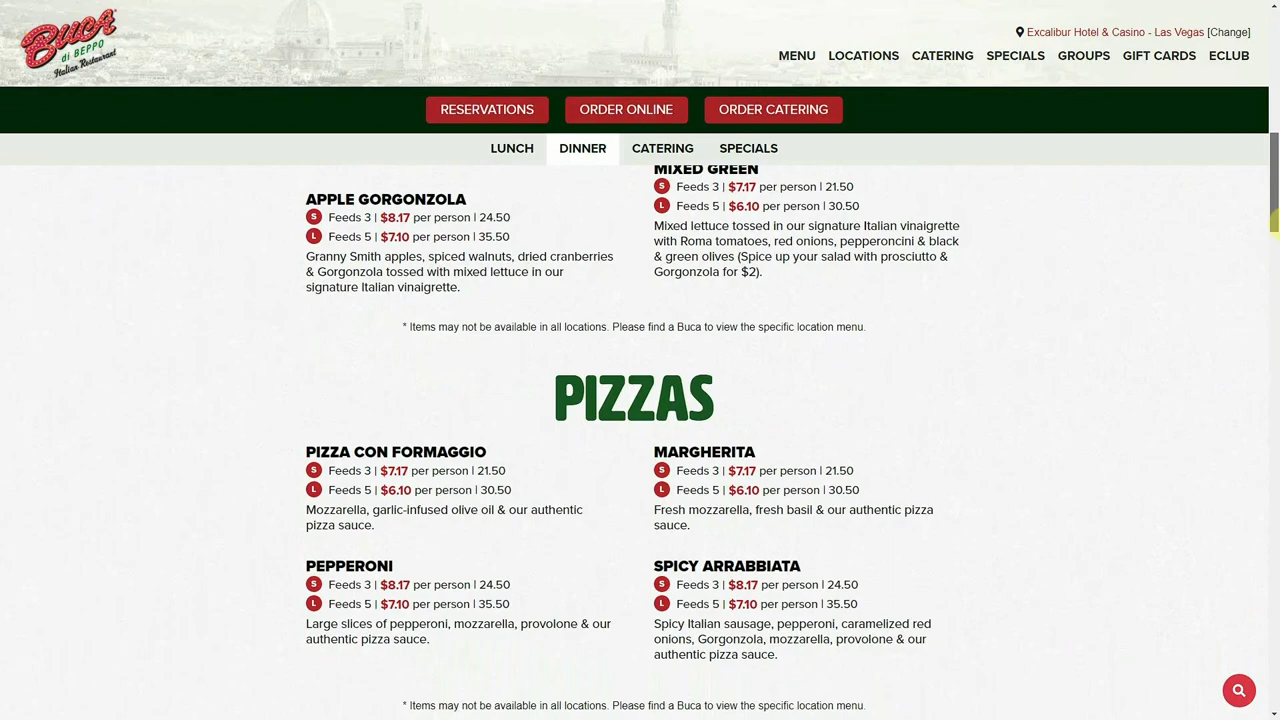 BUCA
di BEPPO
Italian Restaurant
Excalibur Hotel & Casino - Las Vegas [Change]
MENU LOCATIONS CATERING SPECIALS GROUPS GIFT CARDS ECLUB
RESERVATIONS ORDER ONLINE ORDER CATERING
LUNCH DINNER CATERING SPECIALS
APPLE GORGONZOLA
S Feeds 3 | $8.17 per person | 24.50
L Feeds 5 | $7.10 per person | 35.50
Granny Smith apples, spiced walnuts, dried cranberries
& Gorgonzola tossed with mixed lettuce in our
signature Italian vinaigrette.
MIXED GREEN
S Feeds 3 | $7.17 per person | 21.50
L Feeds 5 | $6.10 per person | 30.50
Mixed lettuce tossed in our signature Italian vinaigrette
with Roma tomatoes, red onions, pepperoncini & black
& green olives (Spice up your salad with prosciutto &
Gorgonzola for $2).
* Items may not be available in all locations. Please find a Buca to view the specific location menu.
PIZZAS
PIZZA CON FORMAGGIO
S Feeds 3 | $7.17 per person | 21.50
L Feeds 5 | $6.10 per person | 30.50
Mozzarella, garlic-infused olive oil & our authentic
pizza sauce.
MARGHERITA
S Feeds 3 | $7.17 per person | 21.50
L Feeds 5 | $6.10 per person | 30.50
Fresh mozzarella, fresh basil & our authentic pizza
sauce.
PEPPERONI
S Feeds 3 | $8.17 per person | 24.50
L Feeds 5 | $7.10 per person | 35.50
Large slices of pepperoni, mozzarella, provolone & our
authentic pizza sauce.
SPICY ARRABBIATA
S Feeds 3 | $8.17 per person | 24.50
L Feeds 5 | $7.10 per person | 35.50
Spicy Italian sausage, pepperoni, caramelized red
onions, Gorgonzola, mozzarella, provolone & our
authentic pizza sauce.
* Items may not be available in all locations. Please find a Buca to view the specific location menu.